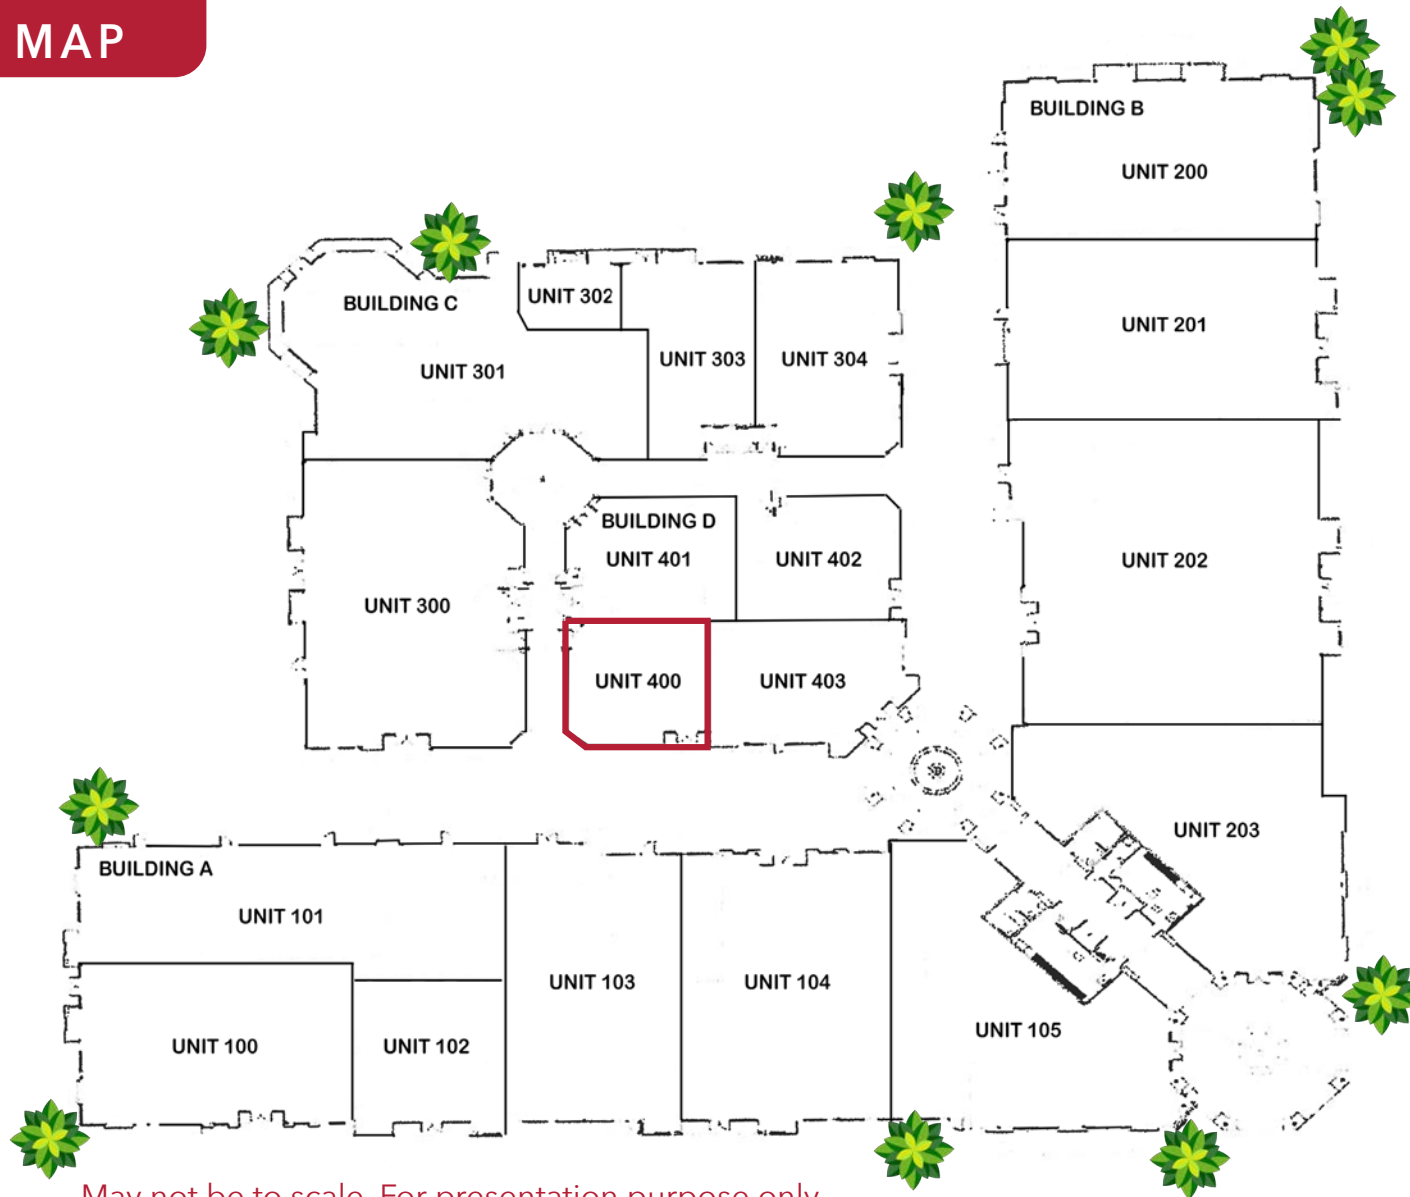 MAP
BUILDING B
UNIT 200
UNIT 201
UNIT 202
UNIT 203
BUILDING C
UNIT 302
UNIT 301
UNIT 303
UNIT 304
UNIT 300
BUILDING D
UNIT 401
UNIT 402
UNIT 400
UNIT 403
BUILDING A
UNIT 101
UNIT 103
UNIT 104
UNIT 105
UNIT 100
UNIT 102
May not be to scale. For presentation purpose only